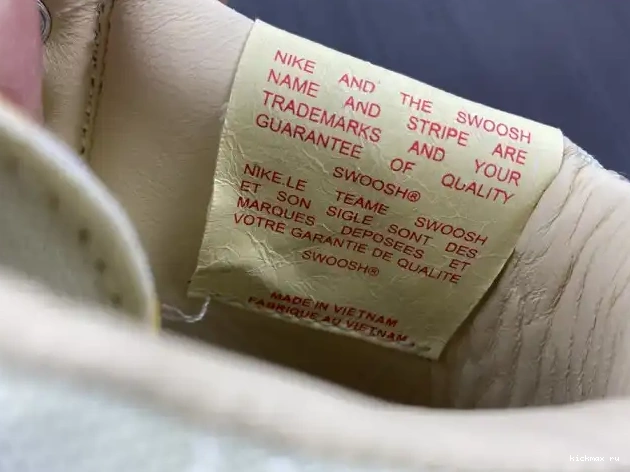 NIKE AND THE SWOOSH
NAME AND STRIPE ARE
TRADEMARKS AND YOUR
GUARANTEE OF QUALITY
SWOOSH®
NIKE.LE TEAME SWOOSH
ET SON SIGLE SONT DES
MARQUES DEPOSEES ET
VOTRE GARANTIE DE QUALITE
SWOOSH®
MADE IN VIETNAM
FABRIQUE AU VIETNAM